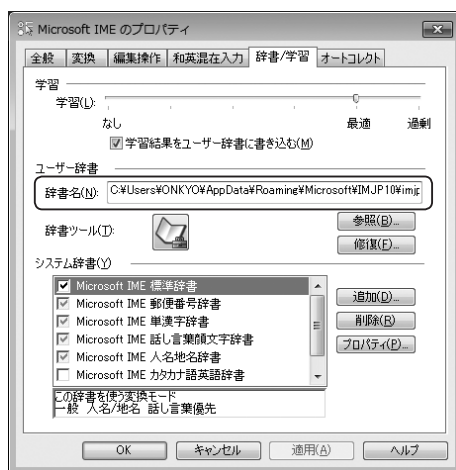 Microsoft IME のプロパティ
全般 変換 編集操作 和英混在入力 辞書/学習 オートコレクト
学習
学習(L):
なし 最適 過剰
学習結果をユーザー辞書に書き込む(M)
ユーザー辞書
辞書名(N): C:¥Users¥ONKYO¥AppData¥Roaming¥Microsoft¥IMJP10¥imjp
参照(B)...
辞書ツール(T):
修復(F)...
システム辞書(Y)
Microsoft IME 標準辞書
Microsoft IME 郵便番号辞書
Microsoft IME 単漢字辞書
Microsoft IME 話し言葉顔文字辞書
Microsoft IME 人名地名辞書
Microsoft IME カタカナ語英語辞書
追加(D)...
削除(R)
プロパティ(P)...
この辞書を使う変換モード
一般 人名/地名 話し言葉優先
OK キャンセル 適用(A) ヘルプ